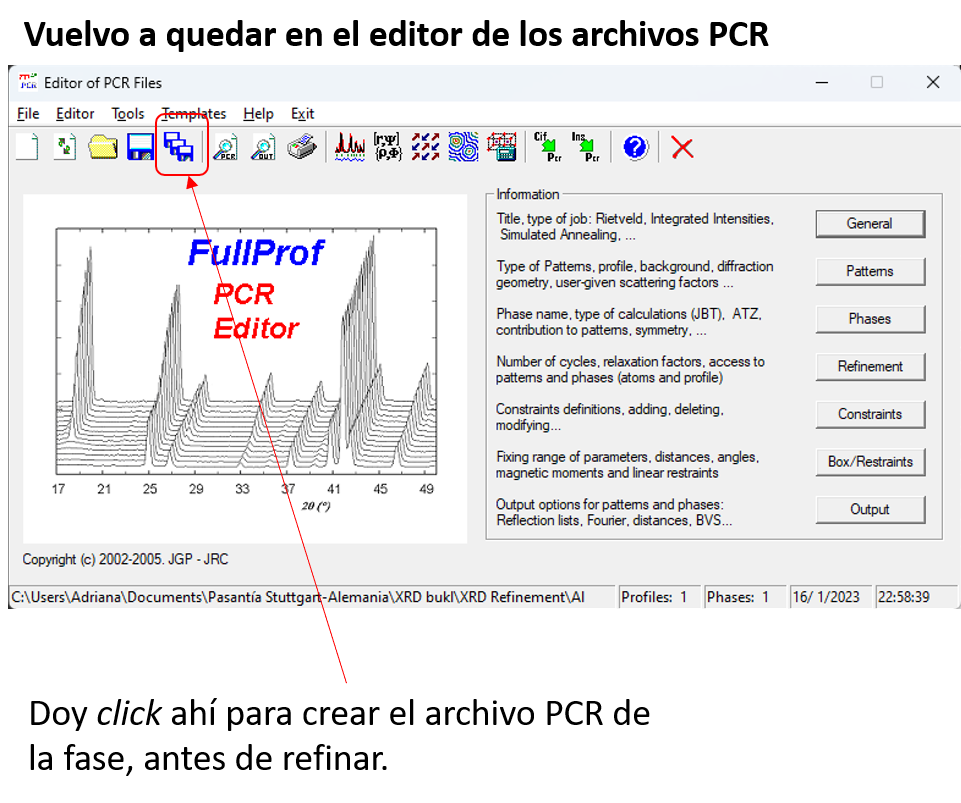 Vuelvo a quedar en el editor de los archivos PCR
Editor of PCR Files
File Editor Tools Templates Help Exit
PCR OUT [r,Ψ] {ρ,Φ} Cif Pcr Ins Pcr ?
FullProf
PCR
Editor
17 21 25 29 33 37 41 45 49
2θ (°)
Copyright (c) 2002-2005. JGP - JRC
Information
Title, type of job: Rietveld, Integrated Intensities,
Simulated Annealing, ...
General
Type of Patterns, profile, background, diffraction
geometry, user-given scattering factors ...
Patterns
Phase name, type of calculations (JBT), ATZ,
contribution to patterns, symmetry, ...
Phases
Number of cycles, relaxation factors, access to
patterns and phases (atoms and profile)
Refinement
Constraints definitions, adding, deleting,
modifying...
Constraints
Fixing range of parameters, distances, angles,
magnetic moments and linear restraints
Box/Restraints
Output options for patterns and phases:
Reflection lists, Fourier, distances, BVS...
Output
C:\Users\Adriana\Documents\Pasantía Stuttgart-Alemania\XRD bukl\XRD Refinement\Al
Profiles: 1 Phases: 1 16/ 1/2023 22:58:39
Doy click ahí para crear el archivo PCR de
la fase, antes de refinar.